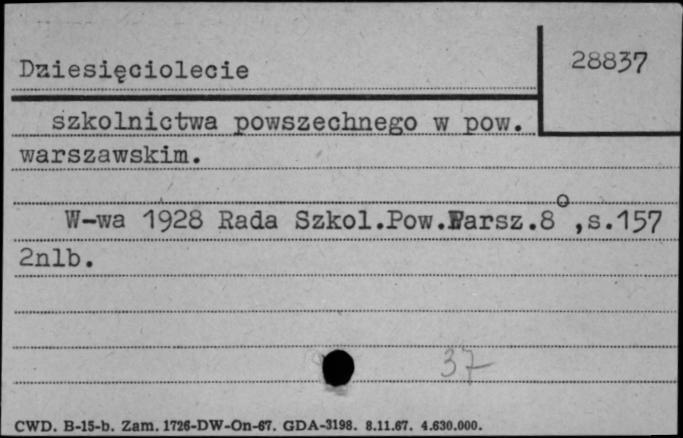 Dziesięciolecie
28837
szkolnictwa powszechnego w pow.
warszawskim.
W-wa 1928 Rada Szkol.Pow.Warsz.8º,s.157
2nlb.
37
CWD. B-15-b. Zam. 1726-DW-On-67. GDA-3198. 8.11.67. 4.630.000.